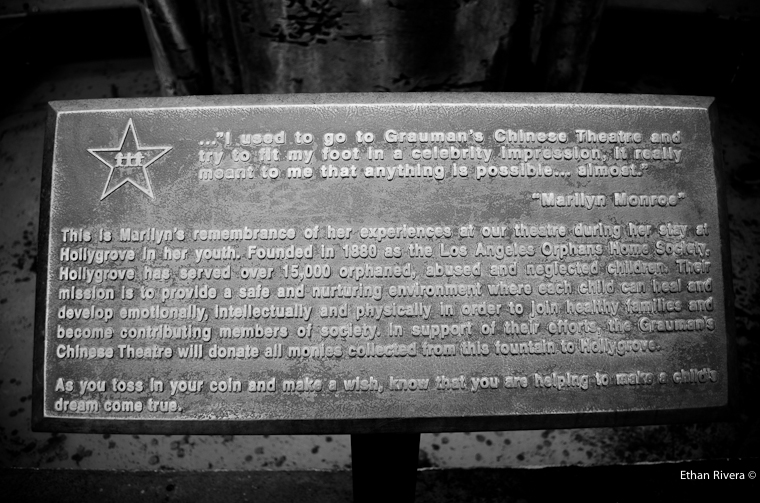 ..."I used to go to Grauman's Chinese Theatre and
try to fit my foot in a celebrity impression, it really
meant to me that anything is possible... almost."
"Marilyn Monroe"
This is Marilyn's remembrance of her experiences at our theatre during her stay at
Hollygrove in her youth. Founded in 1880 as the Los Angeles Orphans Home Society,
Hollygrove has served over 15,000 orphaned, abused and neglected children. Their
mission is to provide a safe and nurturing environment where each child can heal and
develop emotionally, intellectually and physically in order to join healthy families and
become contributing members of society. In support of their efforts, the Grauman's
Chinese Theatre will donate all monies collected from this fountain to Hollygrove.
As you toss in your coin and make a wish, know that you are helping to make a child's
dream come true.
Ethan Rivera ©